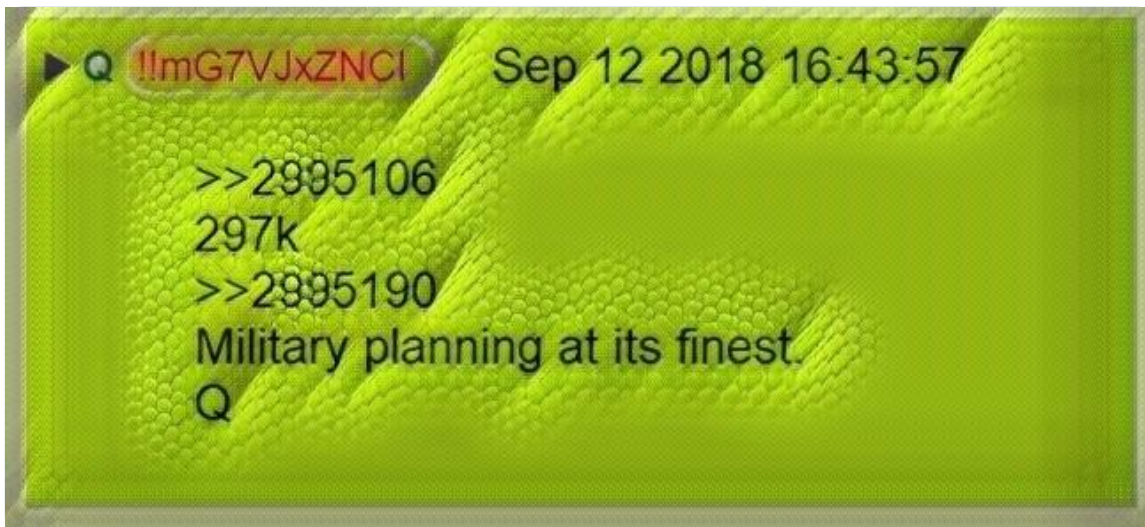 Q !!mG7VJxZNCI Sep 12 2018 16:43:57
>>2995106
297k
>>2995190
Military planning at its finest.
Q